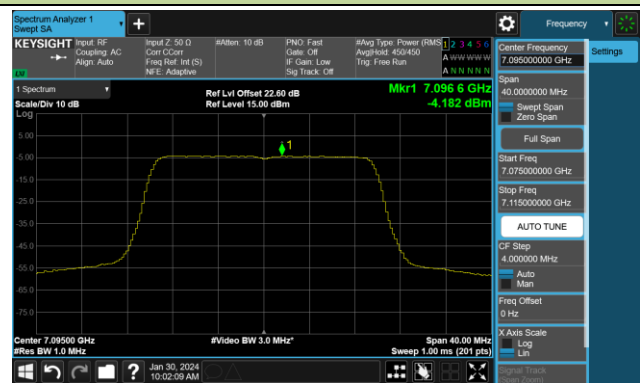 Spectrum Analyzer 1
Swept SA
+
Frequency
KEYSIGHT
Input: RF
Coupling: AC
Align: Auto
Input Z: 50 Ω
Corr CCorr
Freq Ref: Int (S)
NFE: Adaptive
#Atten: 10 dB
PNO: Fast
Gate: Off
IF Gain: Low
Sig Track: Off
#Avg Type: Power (RMS
Avg|Hold: 450/450
Trig: Free Run
1 2 3 4 5 6
A W W W W W
A N N N N N
LXI
1 Spectrum
Scale/Div 10 dB
Log
Ref Lvl Offset 22.60 dB
Ref Level 15.00 dBm
Mkr1 7.096 6 GHz
-4.182 dBm
1
5.00
-5.00
-15.0
-25.0
-35.0
-45.0
-55.0
-65.0
-75.0
Center 7.09500 GHz
#Res BW 1.0 MHz
#Video BW 3.0 MHz*
Span 40.00 MHz
Sweep 1.00 ms (201 pts)
Center Frequency
7.095000000 GHz
Settings
Span
40.0000000 MHz
Swept Span
Zero Span
Full Span
Start Freq
7.075000000 GHz
Stop Freq
7.115000000 GHz
AUTO TUNE
CF Step
4.000000 MHz
Auto
Man
Freq Offset
0 Hz
X Axis Scale
Log
Lin
Signal Track
(Span Zoom)
?
Jan 30, 2024
10:02:09 AM